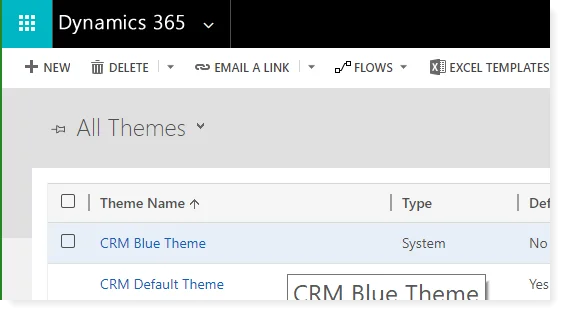 Dynamics 365
NEW DELETE EMAIL A LINK FLOWS EXCEL TEMPLATES
All Themes
Theme Name Type Def
CRM Blue Theme System No
CRM Default Theme Yes
CRM Blue Theme